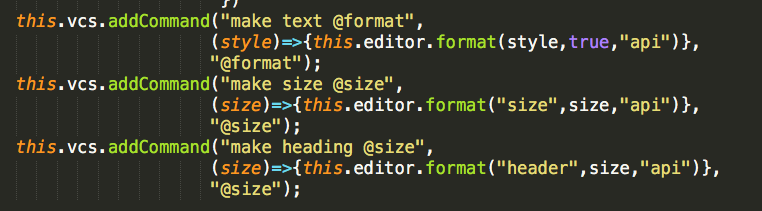 })
this.vcs.addCommand("make text @format",
(style)=>{this.editor.format(style,true,"api")},
"@format");
this.vcs.addCommand("make size @size",
(size)=>{this.editor.format("size",size,"api")},
"@size");
this.vcs.addCommand("make heading @size",
(size)=>{this.editor.format("header",size,"api")},
"@size");